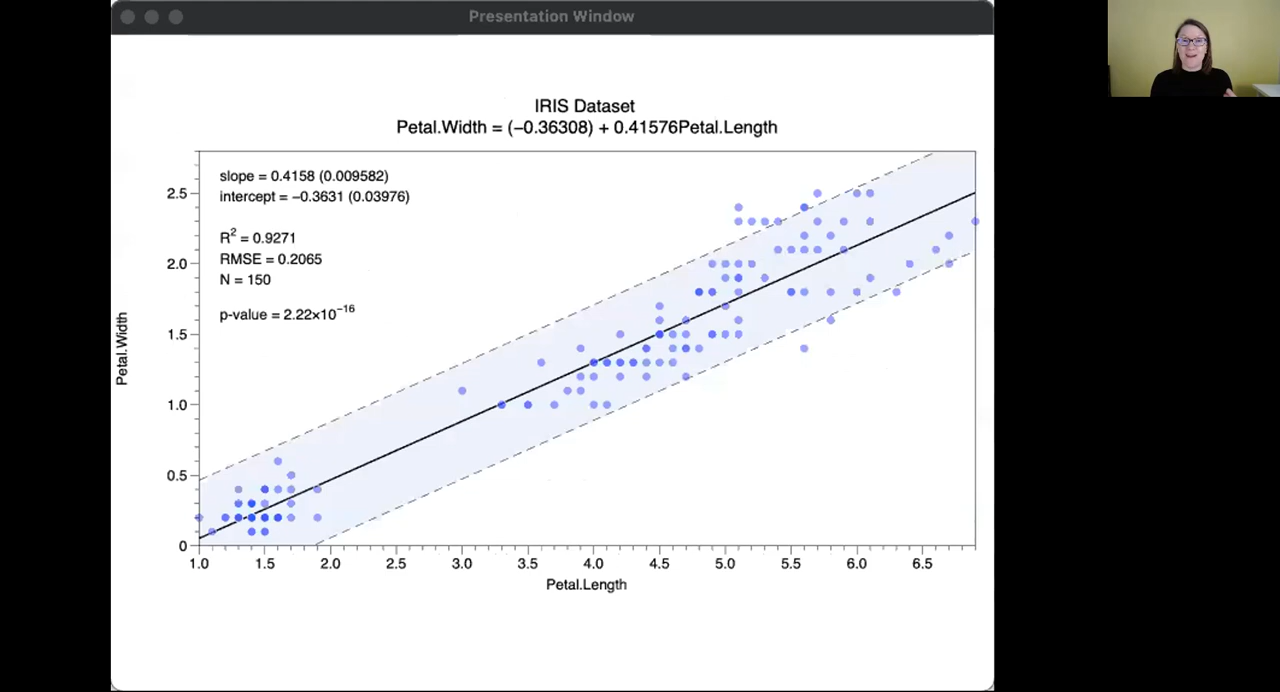 Presentation Window
IRIS Dataset
Petal.Width = (−0.36308) + 0.41576Petal.Length
slope = 0.4158 (0.009582)
intercept = −0.3631 (0.03976)
R² = 0.9271
RMSE = 0.2065
N = 150
p-value = 2.22×10⁻¹⁶
2.5
2.0
1.5
1.0
0.5
0
Petal.Width
1.0 1.5 2.0 2.5 3.0 3.5 4.0 4.5 5.0 5.5 6.0 6.5
Petal.Length